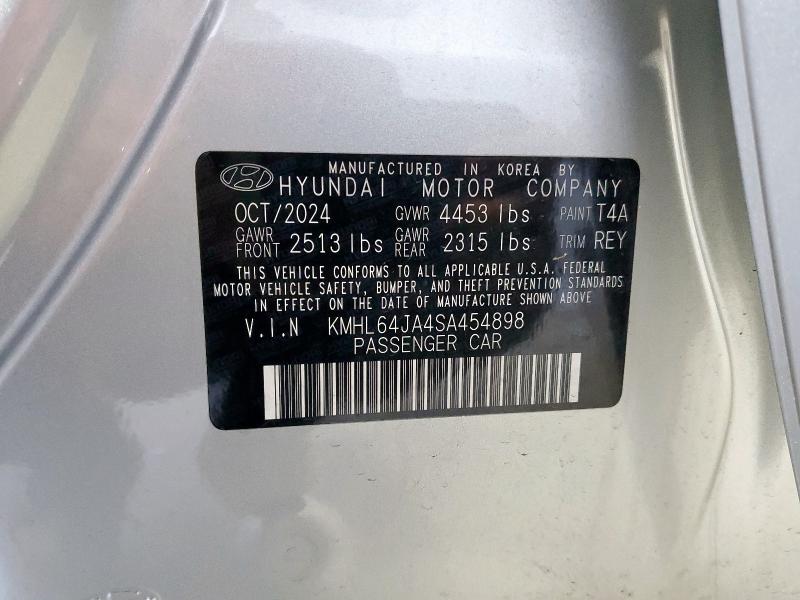 MANUFACTURED IN KOREA BY
HYUNDAI MOTOR COMPANY
OCT/2024 GVWR 4453 lbs PAINT T4A
GAWR FRONT 2513 lbs GAWR REAR 2315 lbs TRIM REY
THIS VEHICLE CONFORMS TO ALL APPLICABLE U.S.A. FEDERAL
MOTOR VEHICLE SAFETY, BUMPER, AND THEFT PREVENTION STANDARDS
IN EFFECT ON THE DATE OF MANUFACTURE SHOWN ABOVE
V.I.N KMHL64JA4SA454898
PASSENGER CAR